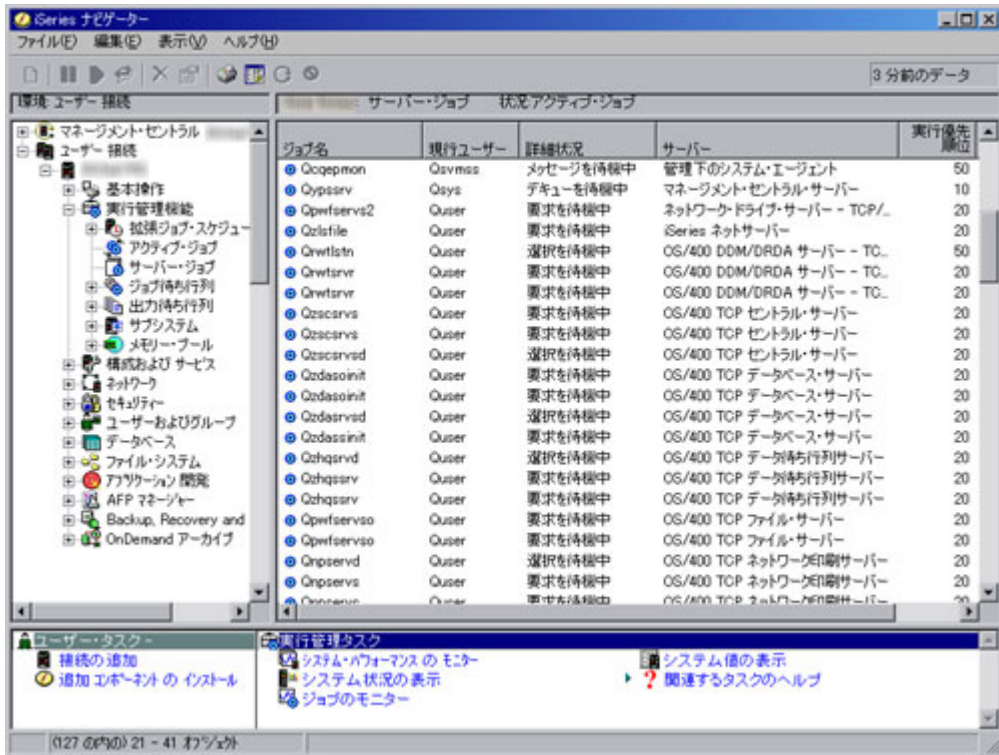 iSeries ナビゲーター
ファイル(F) 編集(E) 表示(V) ヘルプ(H)
3 分前のデータ
環境: ユーザー 接続
: サーバー・ジョブ 状況:アクティブ・ジョブ
マネージメント・セントラル
ユーザー 接続
基本操作
実行管理機能
拡張ジョブ・スケジュー
アクティブ・ジョブ
サーバー・ジョブ
ジョブ待ち行列
出力待ち行列
サブシステム
メモリー・プール
構成および サービス
ネットワーク
セキュリティー
ユーザーおよびグループ
データベース
ファイル・システム
アプリケーション 開発
AFP マネージャー
Backup, Recovery and
OnDemand アーカイブ
ジョブ名 現行ユーザー 詳細状況 サーバー 実行優先順位
Qcqepmon Qsvmss メッセージを待機中 管理下のシステム・エージェント 50
Qypssrv Qsys デキューを待機中 マネージメント・セントラル・サーバー 10
Qpwfservs2 Quser 要求を待機中 ネットワーク・ドライブ・サーバー - TCP/... 20
Qzlsfile Quser 要求を待機中 iSeries ネットサーバー 20
Qrwtlstn Quser 選択を待機中 OS/400 DDM/DRDA サーバー - TC... 50
Qrwtsrvr Quser 要求を待機中 OS/400 DDM/DRDA サーバー - TC... 20
Qrwtsrvr Quser 要求を待機中 OS/400 DDM/DRDA サーバー - TC... 20
Qzscsrvs Quser 要求を待機中 OS/400 TCP セントラル・サーバー 20
Qzscsrvs Quser 要求を待機中 OS/400 TCP セントラル・サーバー 20
Qzscsrvsd Quser 選択を待機中 OS/400 TCP セントラル・サーバー 20
Qzdasoinit Quser 要求を待機中 OS/400 TCP データベース・サーバー 20
Qzdasoinit Quser 要求を待機中 OS/400 TCP データベース・サーバー 20
Qzdasrvsd Quser 選択を待機中 OS/400 TCP データベース・サーバー 20
Qzdassinit Quser 要求を待機中 OS/400 TCP データベース・サーバー 20
Qzhqsrvd Quser 選択を待機中 OS/400 TCP データ待ち行列サーバー 20
Qzhqssrv Quser 要求を待機中 OS/400 TCP データ待ち行列サーバー 20
Qzhqssrv Quser 要求を待機中 OS/400 TCP データ待ち行列サーバー 20
Qpwfservso Quser 要求を待機中 OS/400 TCP ファイル・サーバー 20
Qpwfservso Quser 要求を待機中 OS/400 TCP ファイル・サーバー 20
Qnpservd Quser 選択を待機中 OS/400 TCP ネットワーク印刷サーバー 20
Qnpservs Quser 要求を待機中 OS/400 TCP ネットワーク印刷サーバー 20
Qnpservs Quser 要求を待機中 OS/400 TCP ネットワーク印刷サーバー 20
ユーザー・タスク -
接続の追加
追加 コンポーネント の インストール
実行管理タスク
システム・パフォーマンス の モニター
システム状況の表示
ジョブのモニター
システム値の表示
関連するタスクのヘルプ
(127 の内の) 21 - 41 オブジェクト